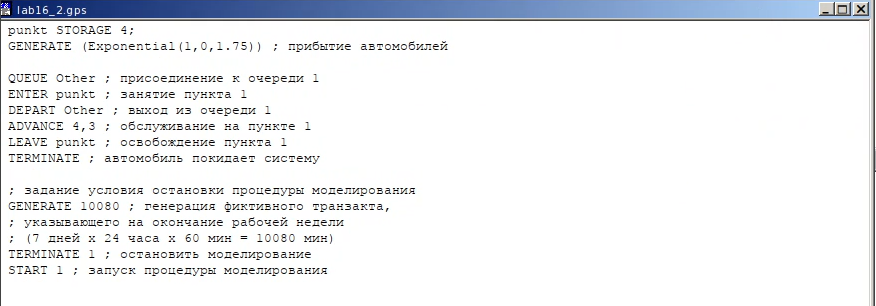 lab16_2.gps
punkt STORAGE 4;
GENERATE (Exponential(1,0,1.75)) ; прибытие автомобилей
QUEUE Other ; присоединение к очереди 1
ENTER punkt ; занятие пункта 1
DEPART Other ; выход из очереди 1
ADVANCE 4,3 ; обслуживание на пункте 1
LEAVE punkt ; освобождение пункта 1
TERMINATE ; автомобиль покидает систему
; задание условия остановки процедуры моделирования
GENERATE 10080 ; генерация фиктивного транзакта,
; указывающего на окончание рабочей недели
; (7 дней x 24 часа x 60 мин = 10080 мин)
TERMINATE 1 ; остановить моделирование
START 1 ; запуск процедуры моделирования